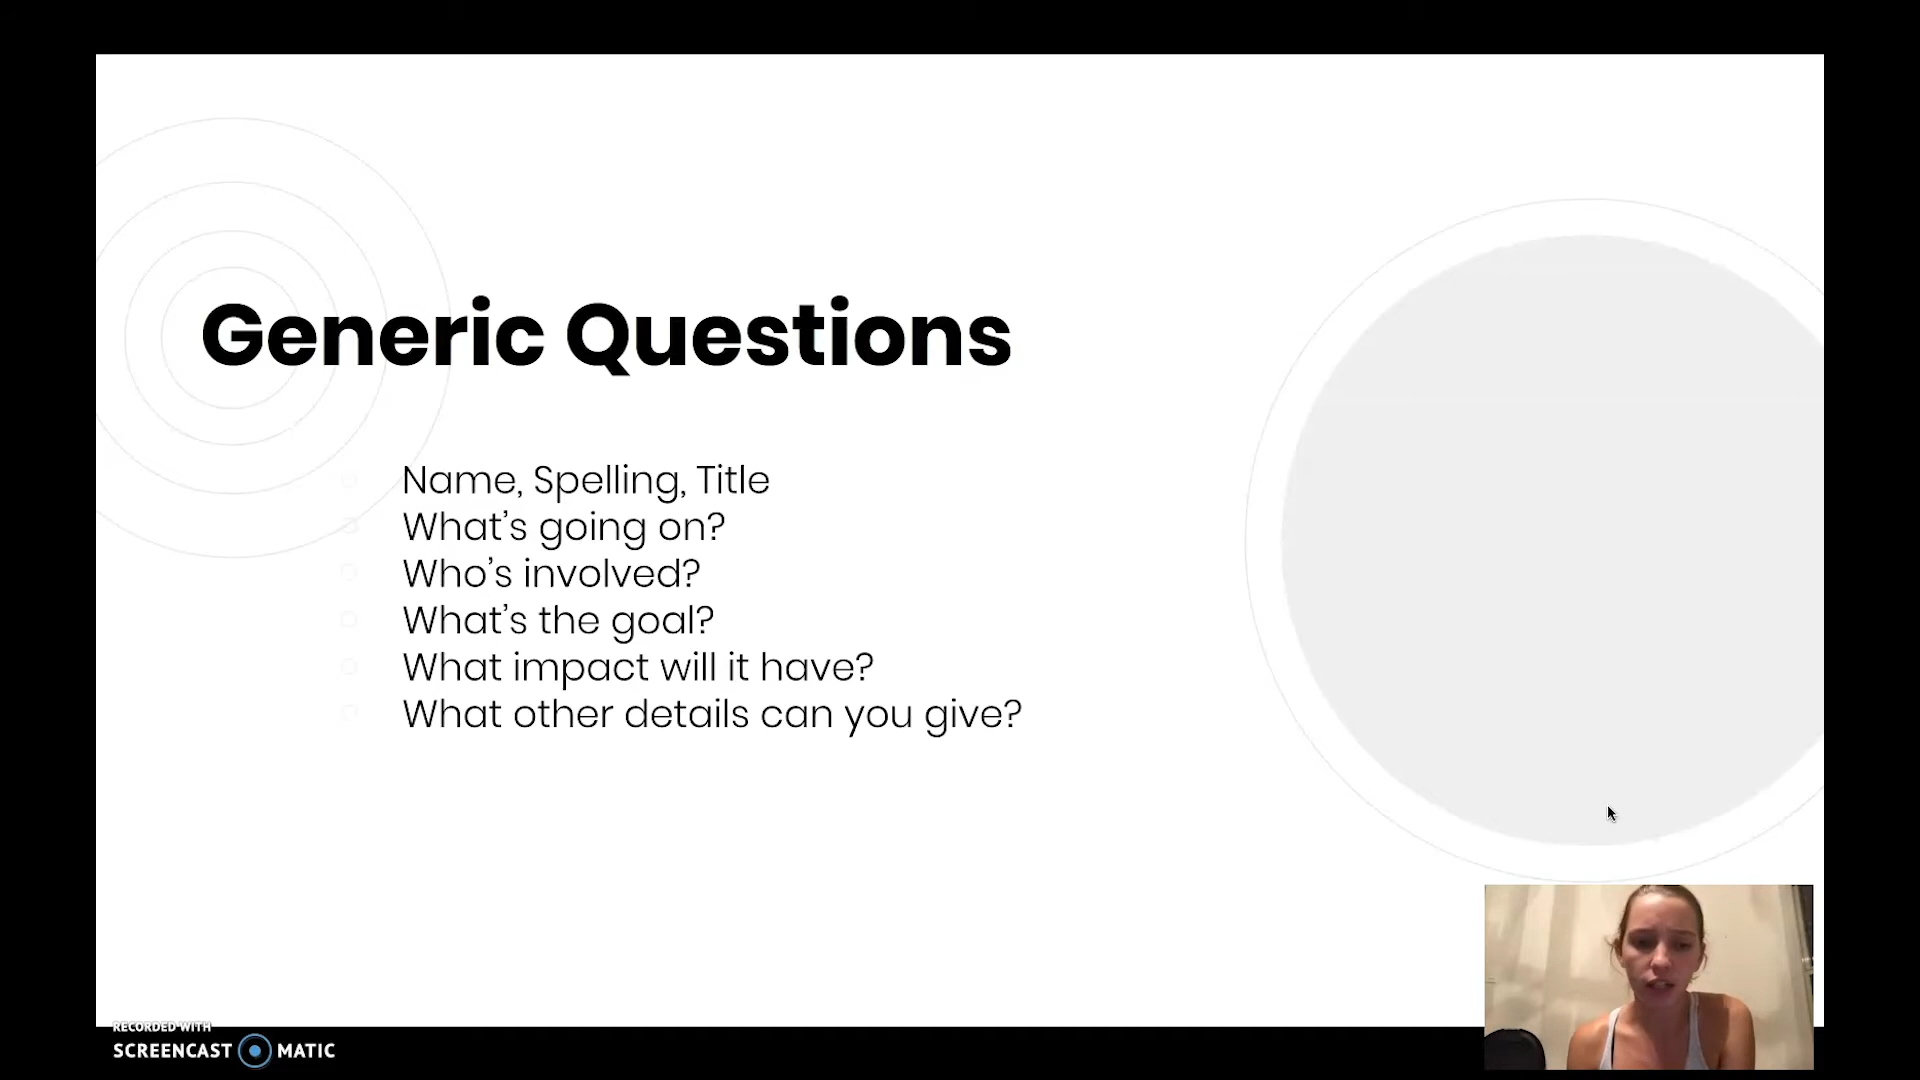 Generic Questions
Name, Spelling, Title
What’s going on?
Who’s involved?
What’s the goal?
What impact will it have?
What other details can you give?
RECORDED WITH
SCREENCAST MATIC